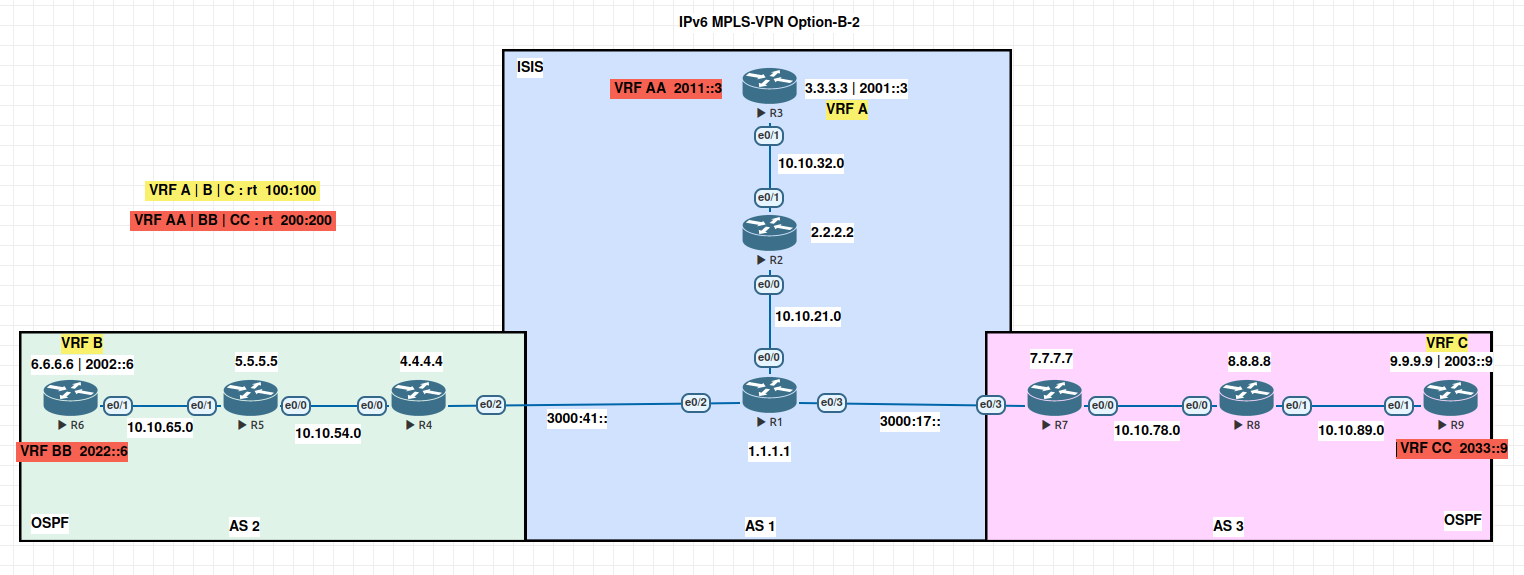 IPv6 MPLS-VPN Option-B-2
ISIS
VRF AA 2011::3
3.3.3.3 | 2001::3
VRF A
R3
e0/1
10.10.32.0
VRF A | B | C : rt 100:100
VRF AA | BB | CC : rt 200:200
e0/1
2.2.2.2
R2
e0/0
10.10.21.0
VRF B
6.6.6.6 | 2002::6
5.5.5.5
4.4.4.4
e0/0
7.7.7.7
8.8.8.8
VRF C
9.9.9.9 | 2003::9
e0/1
e0/1
e0/0
e0/0
e0/2
e0/2
e0/3
e0/3
e0/0
e0/0
e0/1
e0/1
R6
10.10.65.0
R5
10.10.54.0
R4
3000:41::
R1
3000:17::
R7
10.10.78.0
R8
10.10.89.0
R9
VRF BB 2022::6
1.1.1.1
VRF CC 2033::9
OSPF
AS 2
AS 1
AS 3
OSPF